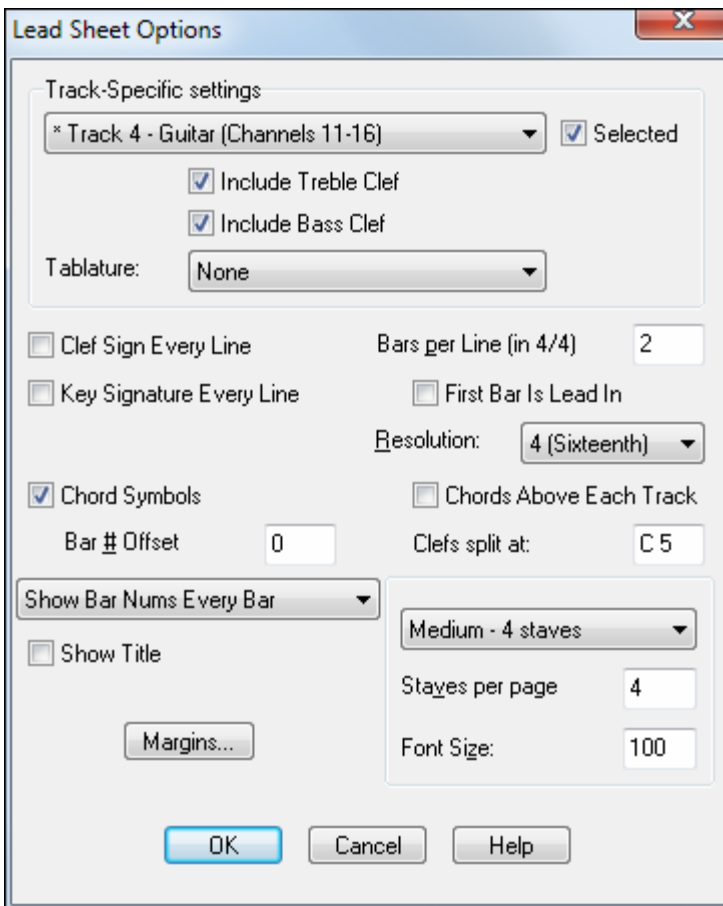 Lead Sheet Options
Track-Specific settings
* Track 4 - Guitar (Channels 11-16)
Selected
Include Treble Clef
Include Bass Clef
Tablature:
None
Clef Sign Every Line
Bars per Line (in 4/4)
2
Key Signature Every Line
First Bar Is Lead In
Resolution:
4 (Sixteenth)
Chord Symbols
Chords Above Each Track
Bar # Offset
0
Clefs split at:
C 5
Show Bar Nums Every Bar
Medium - 4 staves
Show Title
Staves per page
4
Margins...
Font Size:
100
OK
Cancel
Help